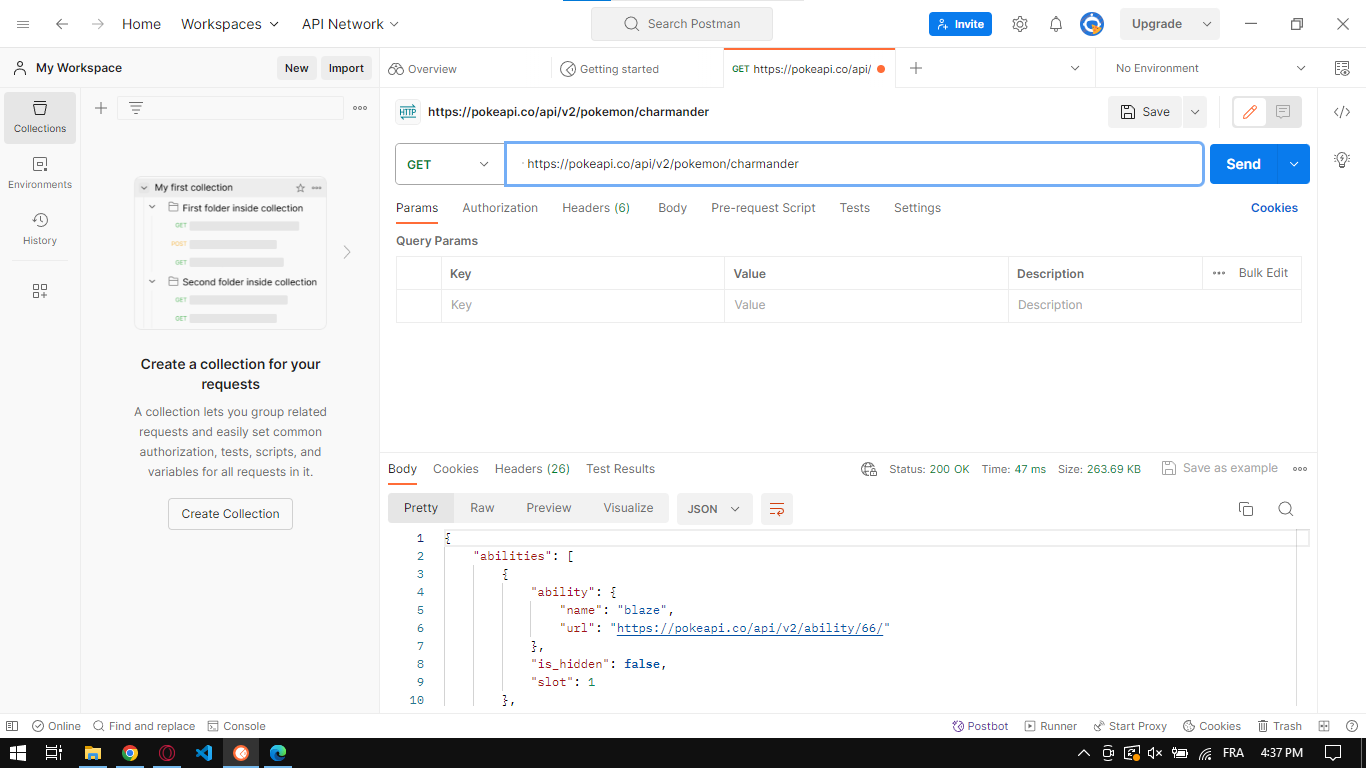 Home Workspaces API Network Search Postman Invite Upgrade
My Workspace New Import Overview Getting started GET https://pokeapi.co/api/ No Environment
Collections
Environments
History
My first collection
First folder inside collection
GET
POST
GET
Second folder inside collection
GET
GET
Create a collection for your
requests
A collection lets you group related
requests and easily set common
authorization, tests, scripts, and
variables for all requests in it.
Create Collection
HTTP https://pokeapi.co/api/v2/pokemon/charmander Save
GET https://pokeapi.co/api/v2/pokemon/charmander Send
Params Authorization Headers (6) Body Pre-request Script Tests Settings Cookies
Query Params
Key Value Description Bulk Edit
Key Value Description
Body Cookies Headers (26) Test Results Status: 200 OK Time: 47 ms Size: 263.69 KB Save as example
Pretty Raw Preview Visualize JSON
1 {
2 "abilities": [
3 {
4 "ability": {
5 "name": "blaze",
6 "url": "https://pokeapi.co/api/v2/ability/66/"
7 },
8 "is_hidden": false,
9 "slot": 1
10 },
Online Find and replace Console Postbot Runner Start Proxy Cookies Trash
FRA 4:37 PM